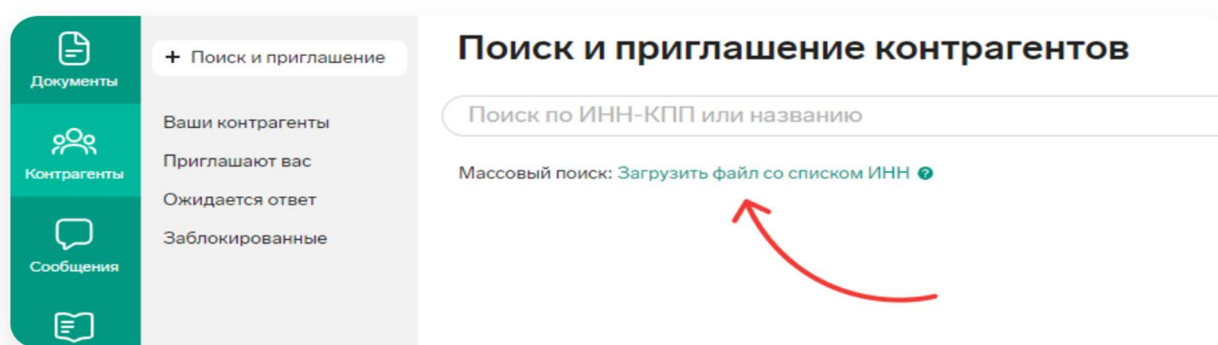 Документы
Контрагенты
Сообщения
+ Поиск и приглашение
Ваши контрагенты
Приглашают вас
Ожидается ответ
Заблокированные
Поиск и приглашение контрагентов
Поиск по ИНН-КПП или названию
Массовый поиск: Загрузить файл со списком ИНН ?